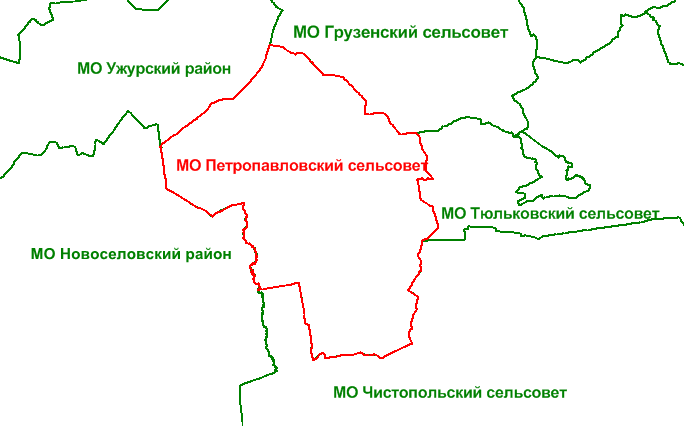 МО Грузенский сельсовет
МО Ужурский район
МО Петропавловский сельсовет
МО Тюльковский сельсовет
МО Новоселовский район
МО Чистопольский сельсовет